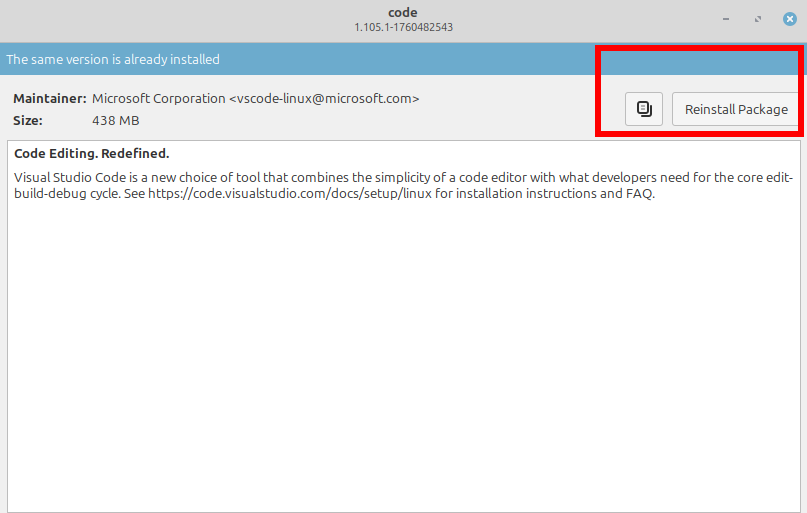 code
1.105.1-1760482543
The same version is already installed
Maintainer: Microsoft Corporation <vscode-linux@microsoft.com>
Size: 438 MB
Reinstall Package
Code Editing. Redefined.
Visual Studio Code is a new choice of tool that combines the simplicity of a code editor with what developers need for the core edit-
build-debug cycle. See https://code.visualstudio.com/docs/setup/linux for installation instructions and FAQ.